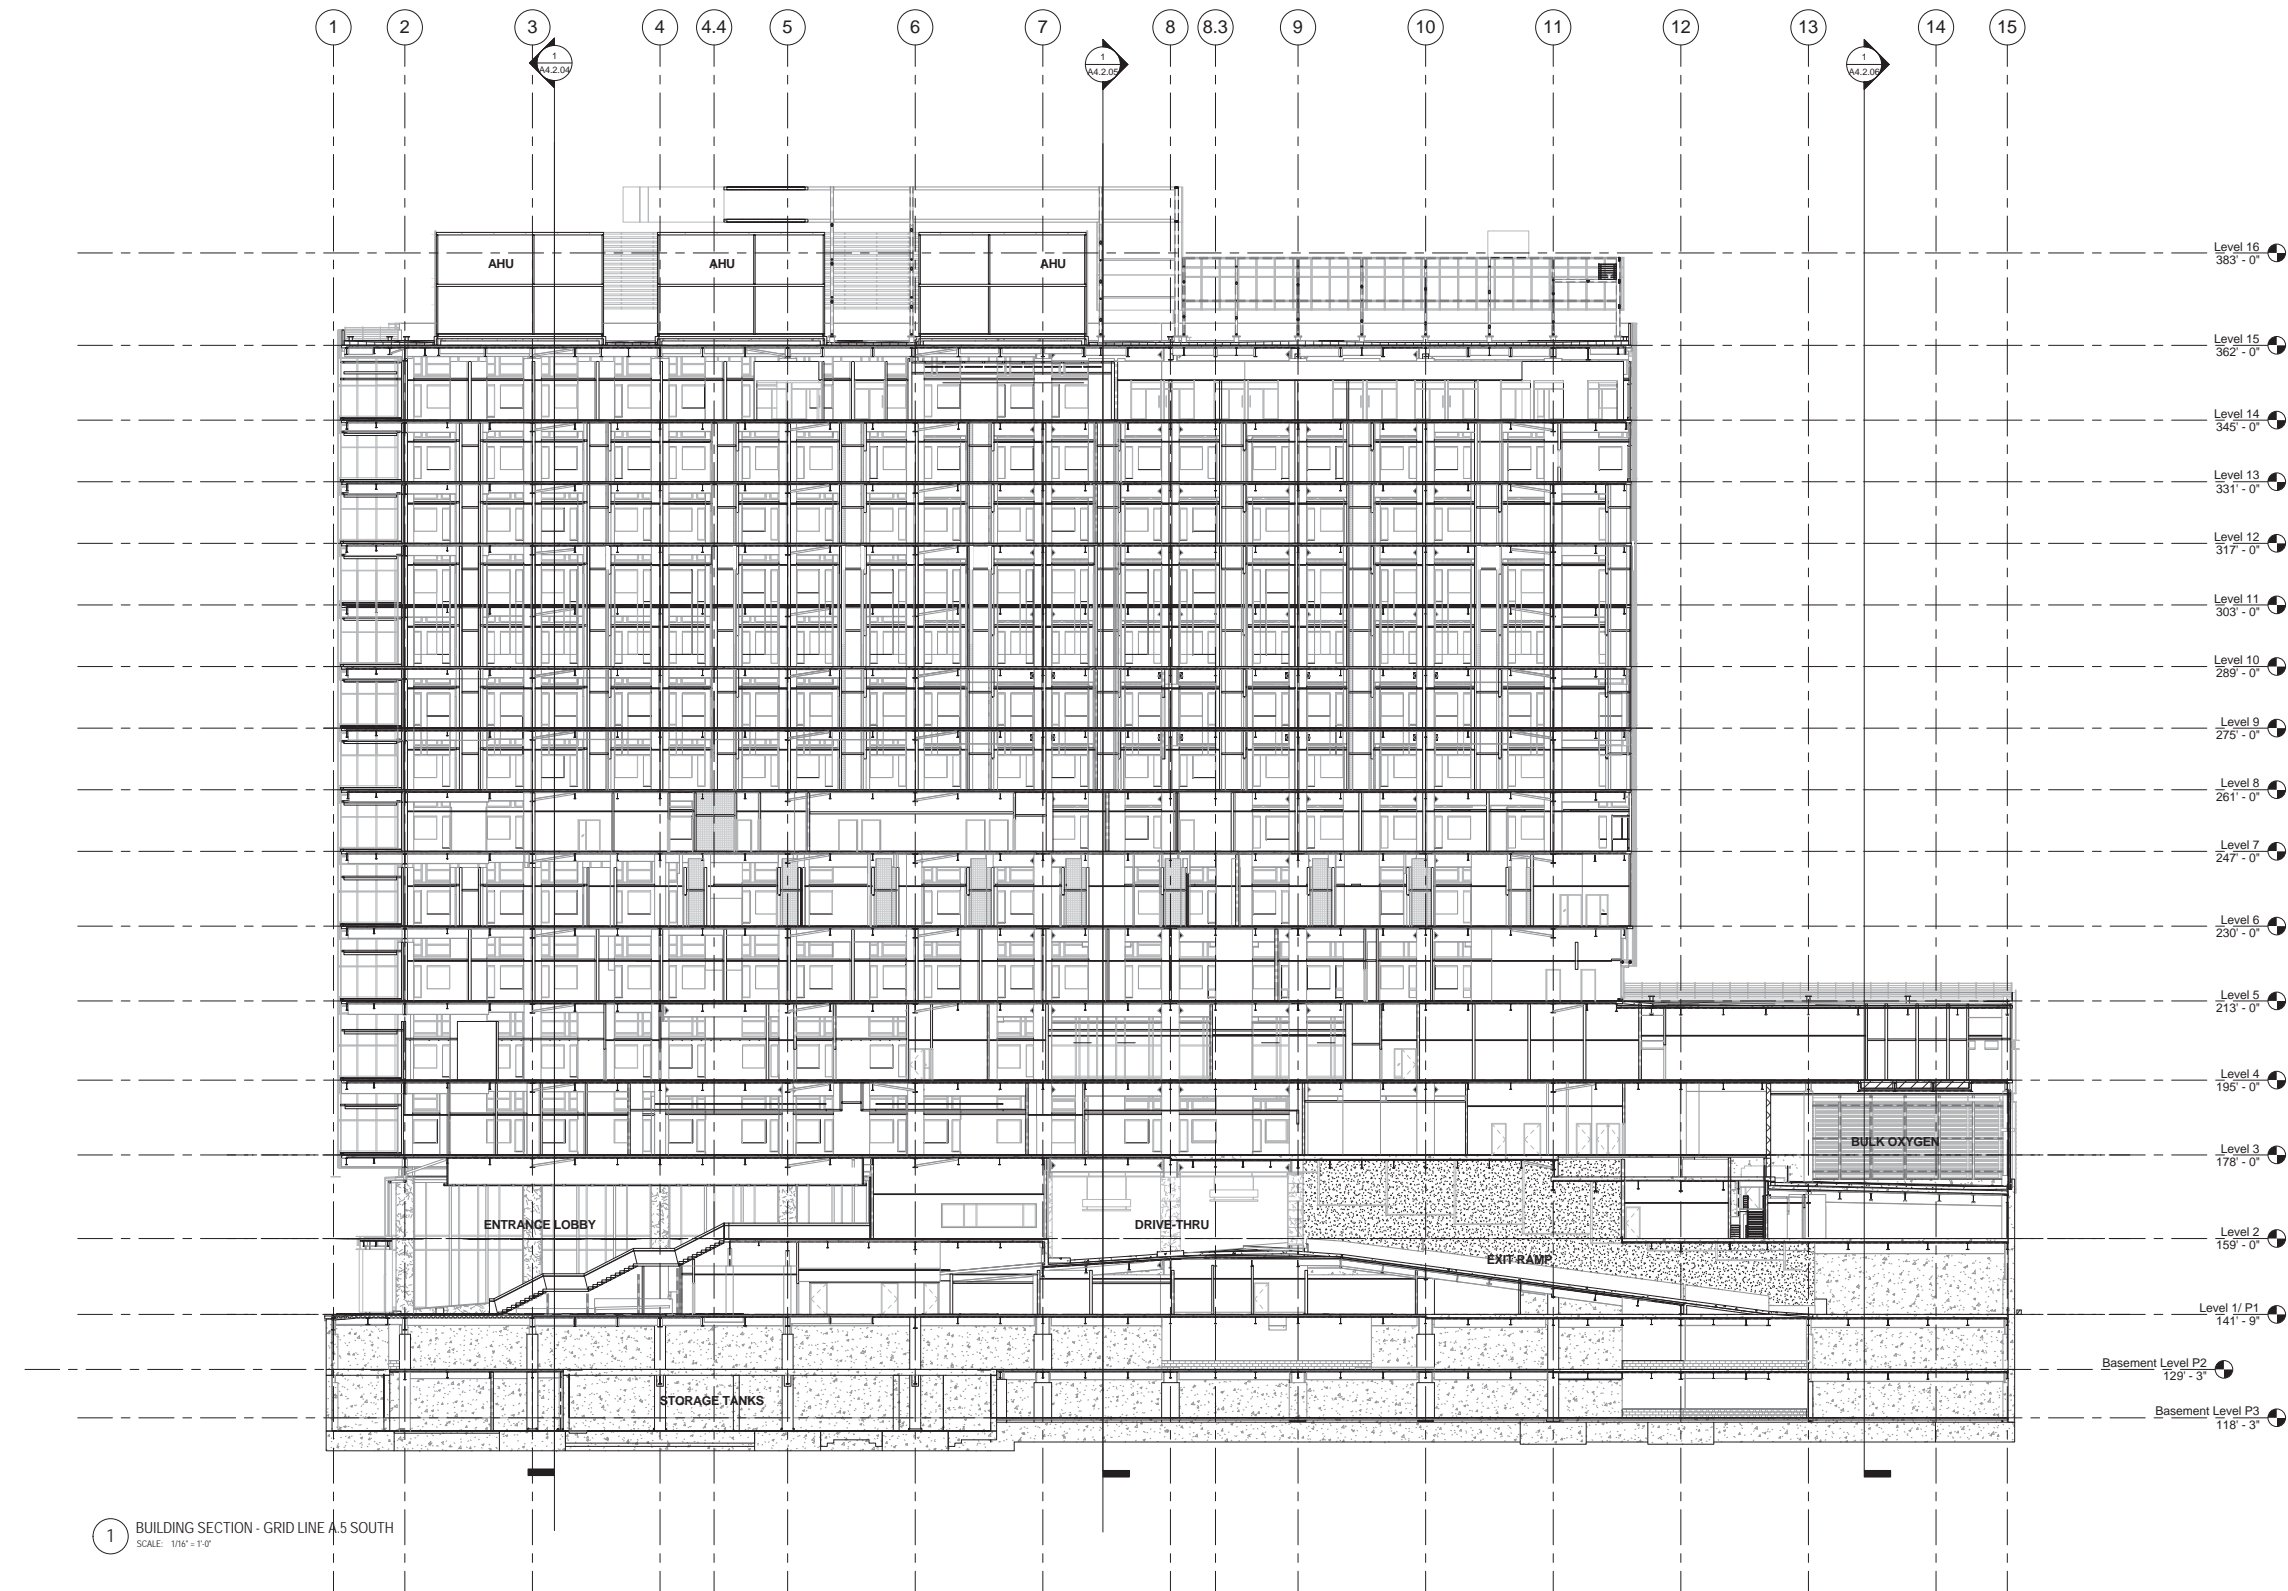 1
2
3
4
4.4
5
6
7
8
8.3
9
10
11
12
13
14
15
1
A4.2.04
1
A4.2.05
1
A4.2.06
Level 16
383' - 0"
AHU
AHU
AHU
Level 15
362' - 0"
Level 14
345' - 0"
Level 13
331' - 0"
Level 12
317' - 0"
Level 11
303' - 0"
Level 10
289' - 0"
Level 9
275' - 0"
Level 8
261' - 0"
Level 7
247' - 0"
Level 6
230' - 0"
Level 5
213' - 0"
Level 4
195' - 0"
BULK OXYGEN
Level 3
178' - 0"
ENTRANCE LOBBY
DRIVE-THRU
Level 2
159' - 0"
EXIT RAMP
Level 1/ P1
141' - 9"
Basement Level P2
129' - 3"
STORAGE TANKS
Basement Level P3
118' - 3"
1
BUILDING SECTION - GRID LINE A.5 SOUTH
SCALE: 1/16" = 1'-0"